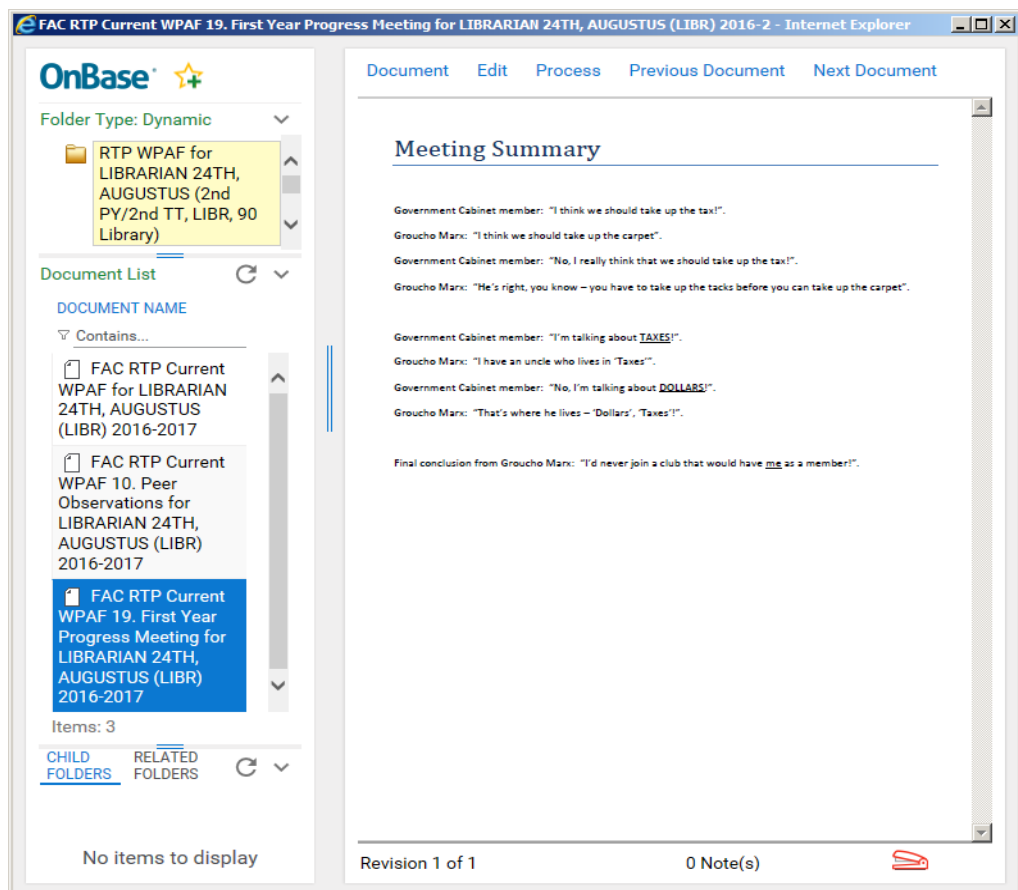 FAC RTP Current WPAF 19. First Year Progress Meeting for LIBRARIAN 24TH, AUGUSTUS (LIBR) 2016-2 - Internet Explorer
OnBase
Folder Type: Dynamic
RTP WPAF for
LIBRARIAN 24TH,
AUGUSTUS (2nd
PY/2nd TT, LIBR, 90
Library)
Document List
DOCUMENT NAME
Contains...
FAC RTP Current
WPAF for LIBRARIAN
24TH, AUGUSTUS
(LIBR) 2016-2017
FAC RTP Current
WPAF 10. Peer
Observations for
LIBRARIAN 24TH,
AUGUSTUS (LIBR)
2016-2017
FAC RTP Current
WPAF 19. First Year
Progress Meeting for
LIBRARIAN 24TH,
AUGUSTUS (LIBR)
2016-2017
Items: 3
CHILD FOLDERS
RELATED FOLDERS
No items to display
Document Edit Process Previous Document Next Document
Meeting Summary
Government Cabinet member: "I think we should take up the tax!".
Groucho Marx: "I think we should take up the carpet".
Government Cabinet member: "No, I really think that we should take up the tax!".
Groucho Marx: "He's right, you know – you have to take up the tacks before you can take up the carpet".
Government Cabinet member: "I'm talking about TAXES!".
Groucho Marx: "I have an uncle who lives in 'Taxes'".
Government Cabinet member: "No, I'm talking about DOLLARS!".
Groucho Marx: "That's where he lives – 'Dollars', 'Taxes'!".
Final conclusion from Groucho Marx: "I'd never join a club that would have me as a member!".
Revision 1 of 1 0 Note(s)